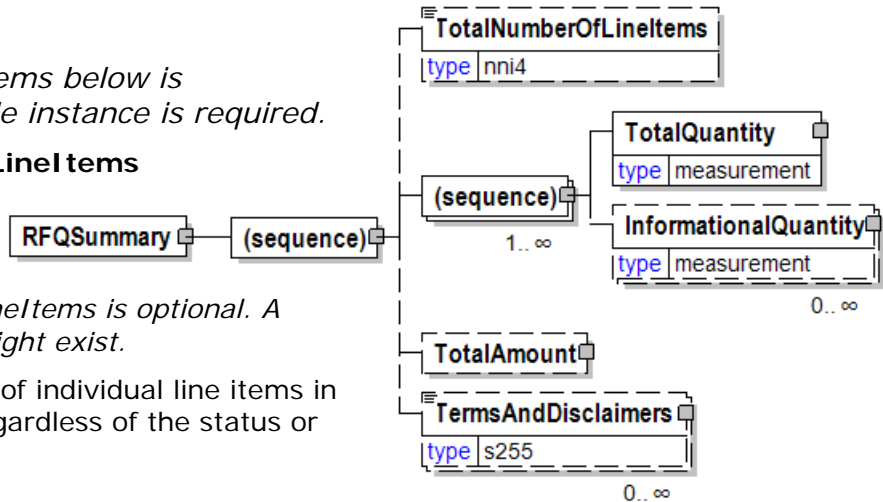 ems below is
le instance is required.
LineItems
neItems is optional. A
ight exist.
of individual line items in
gardless of the status or
RFQSummary
(sequence)
TotalNumberOfLineItems
type nni4
(sequence)
1.. ∞
TotalQuantity
type measurement
InformationalQuantity
type measurement
0.. ∞
TotalAmount
TermsAndDisclaimers
type s255
0.. ∞